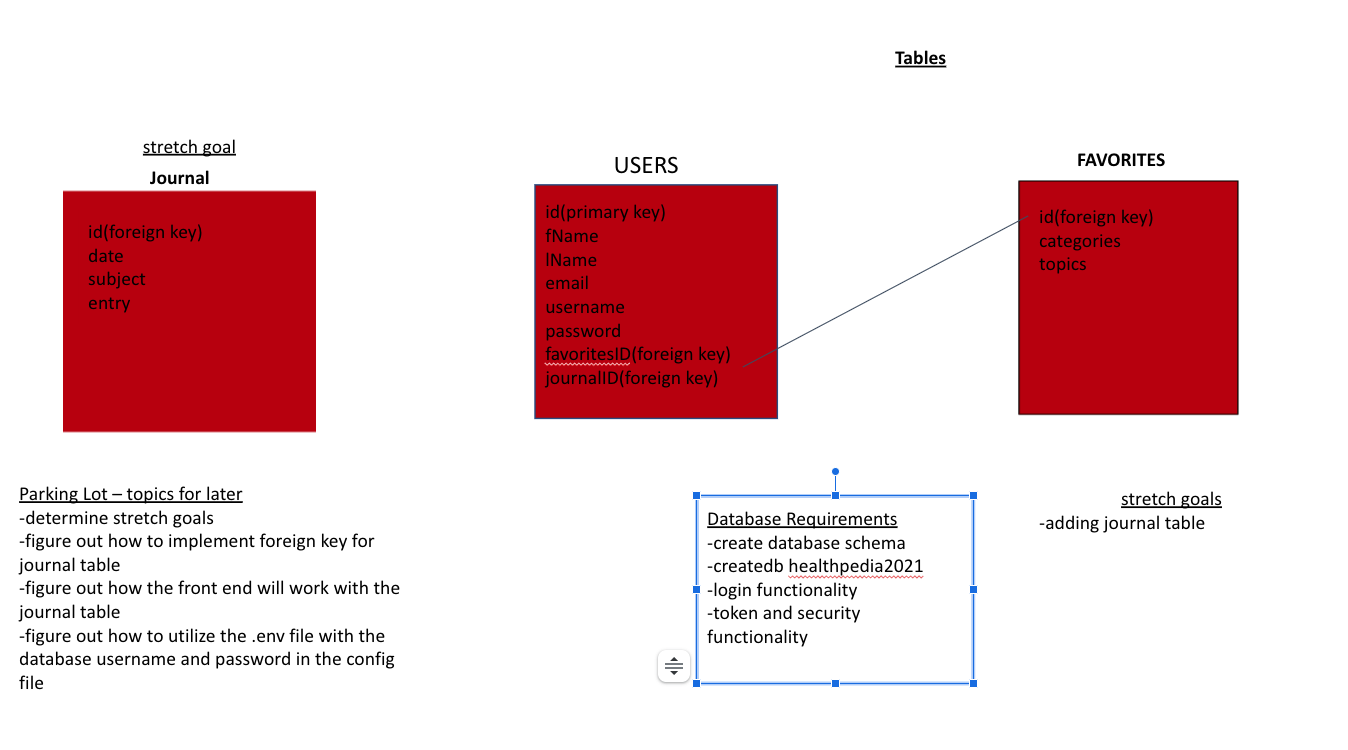 Tables
stretch goal
Journal
id(foreign key)
date
subject
entry
USERS
id(primary key)
fName
lName
email
username
password
favoritesID(foreign key)
journalID(foreign key)
FAVORITES
id(foreign key)
categories
topics
Parking Lot – topics for later
-determine stretch goals
-figure out how to implement foreign key for
journal table
-figure out how the front end will work with the
journal table
-figure out how to utilize the .env file with the
database username and password in the config
file
Database Requirements
-create database schema
-createdb healthpedia2021
-login functionality
-token and security
functionality
stretch goals
-adding journal table